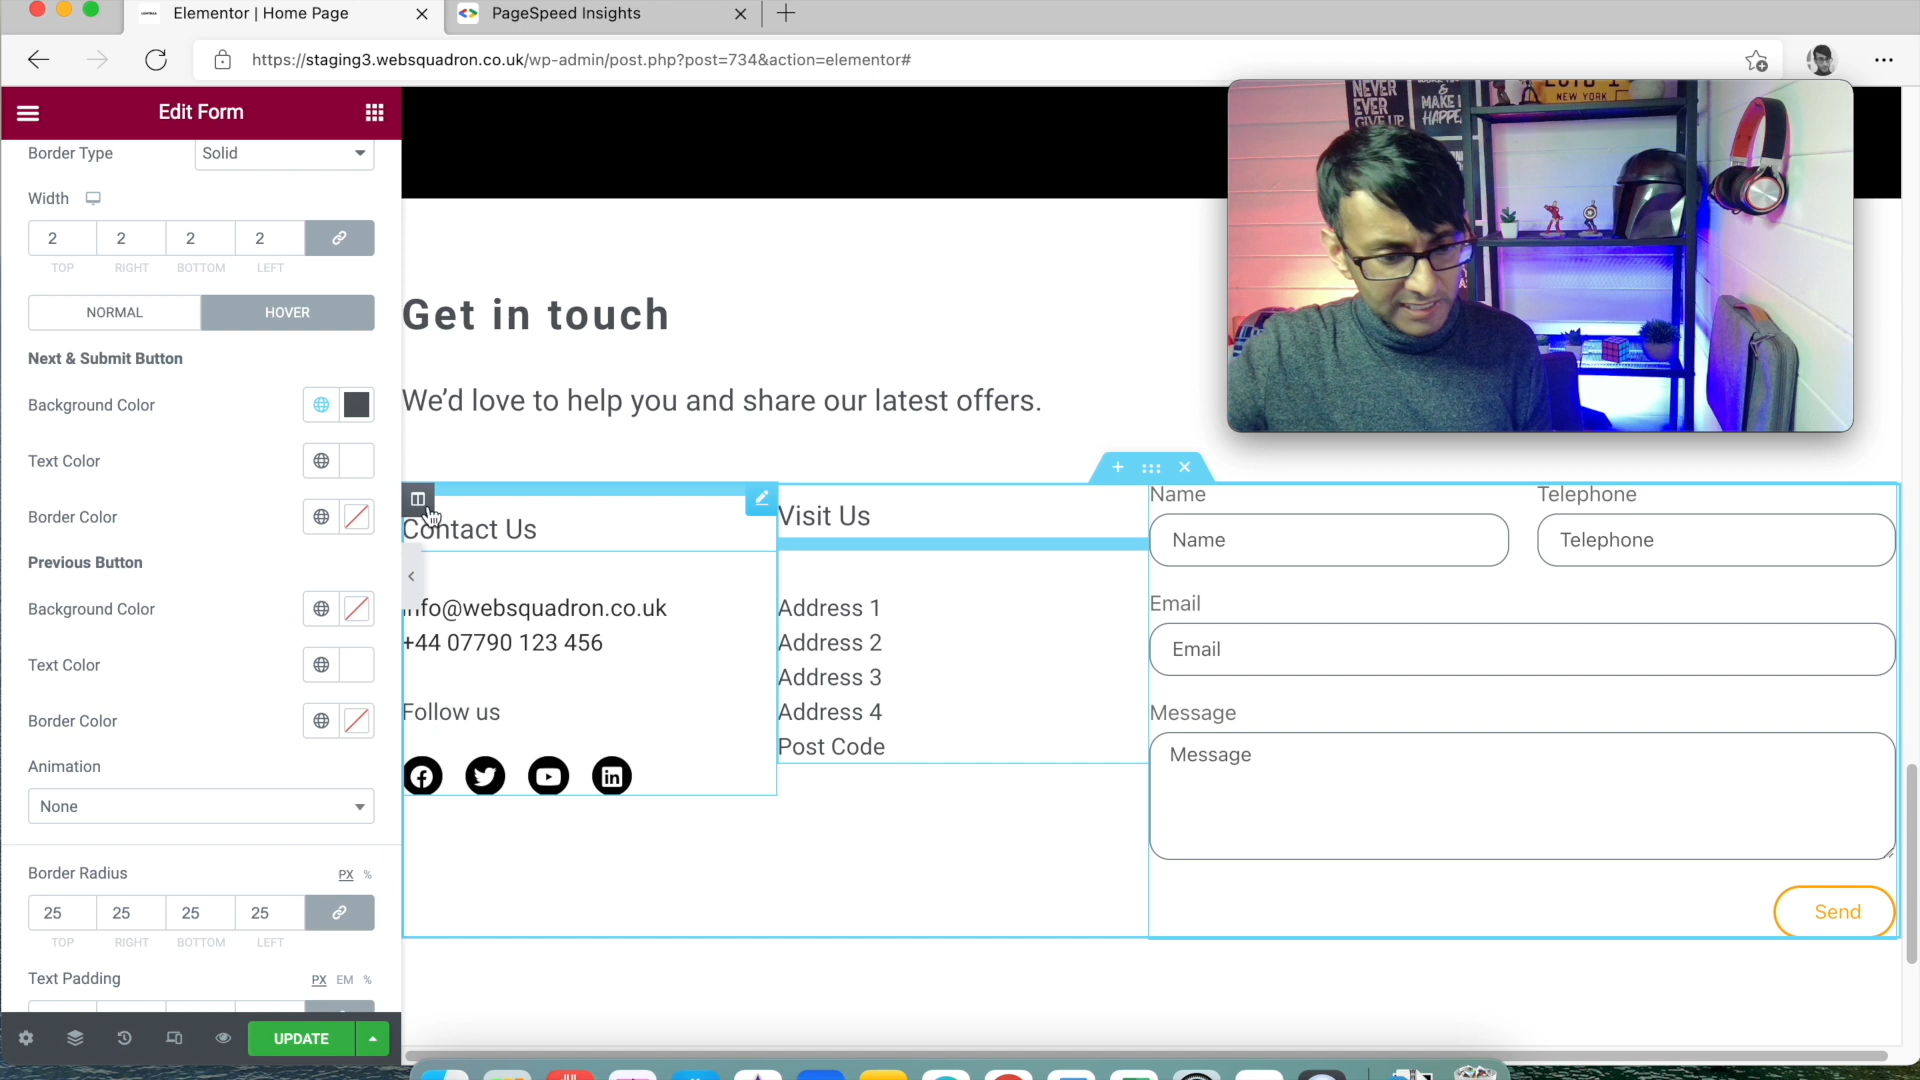 Elementor | Home Page
PageSpeed Insights
https://staging3.websquadron.co.uk/wp-admin/post.php?post=734&action=elementor#
Edit Form
Border Type
Solid
Width
2 2 2 2
TOP RIGHT BOTTOM LEFT
NORMAL HOVER
Next & Submit Button
Background Color
Text Color
Border Color
Previous Button
Background Color
Text Color
Border Color
Animation
None
Border Radius PX %
25 25 25 25
TOP RIGHT BOTTOM LEFT
Text Padding PX EM %
UPDATE
NEVER
EVER
GIVE UP
&
MAKE I
HAPPE
NEW YORK
Get in touch
We’d love to help you and share our latest offers.
Contact Us
info@websquadron.co.uk
+44 07790 123 456
Follow us
Visit Us
Address 1
Address 2
Address 3
Address 4
Post Code
Name Telephone
Name Telephone
Email
Email
Message
Message
Send